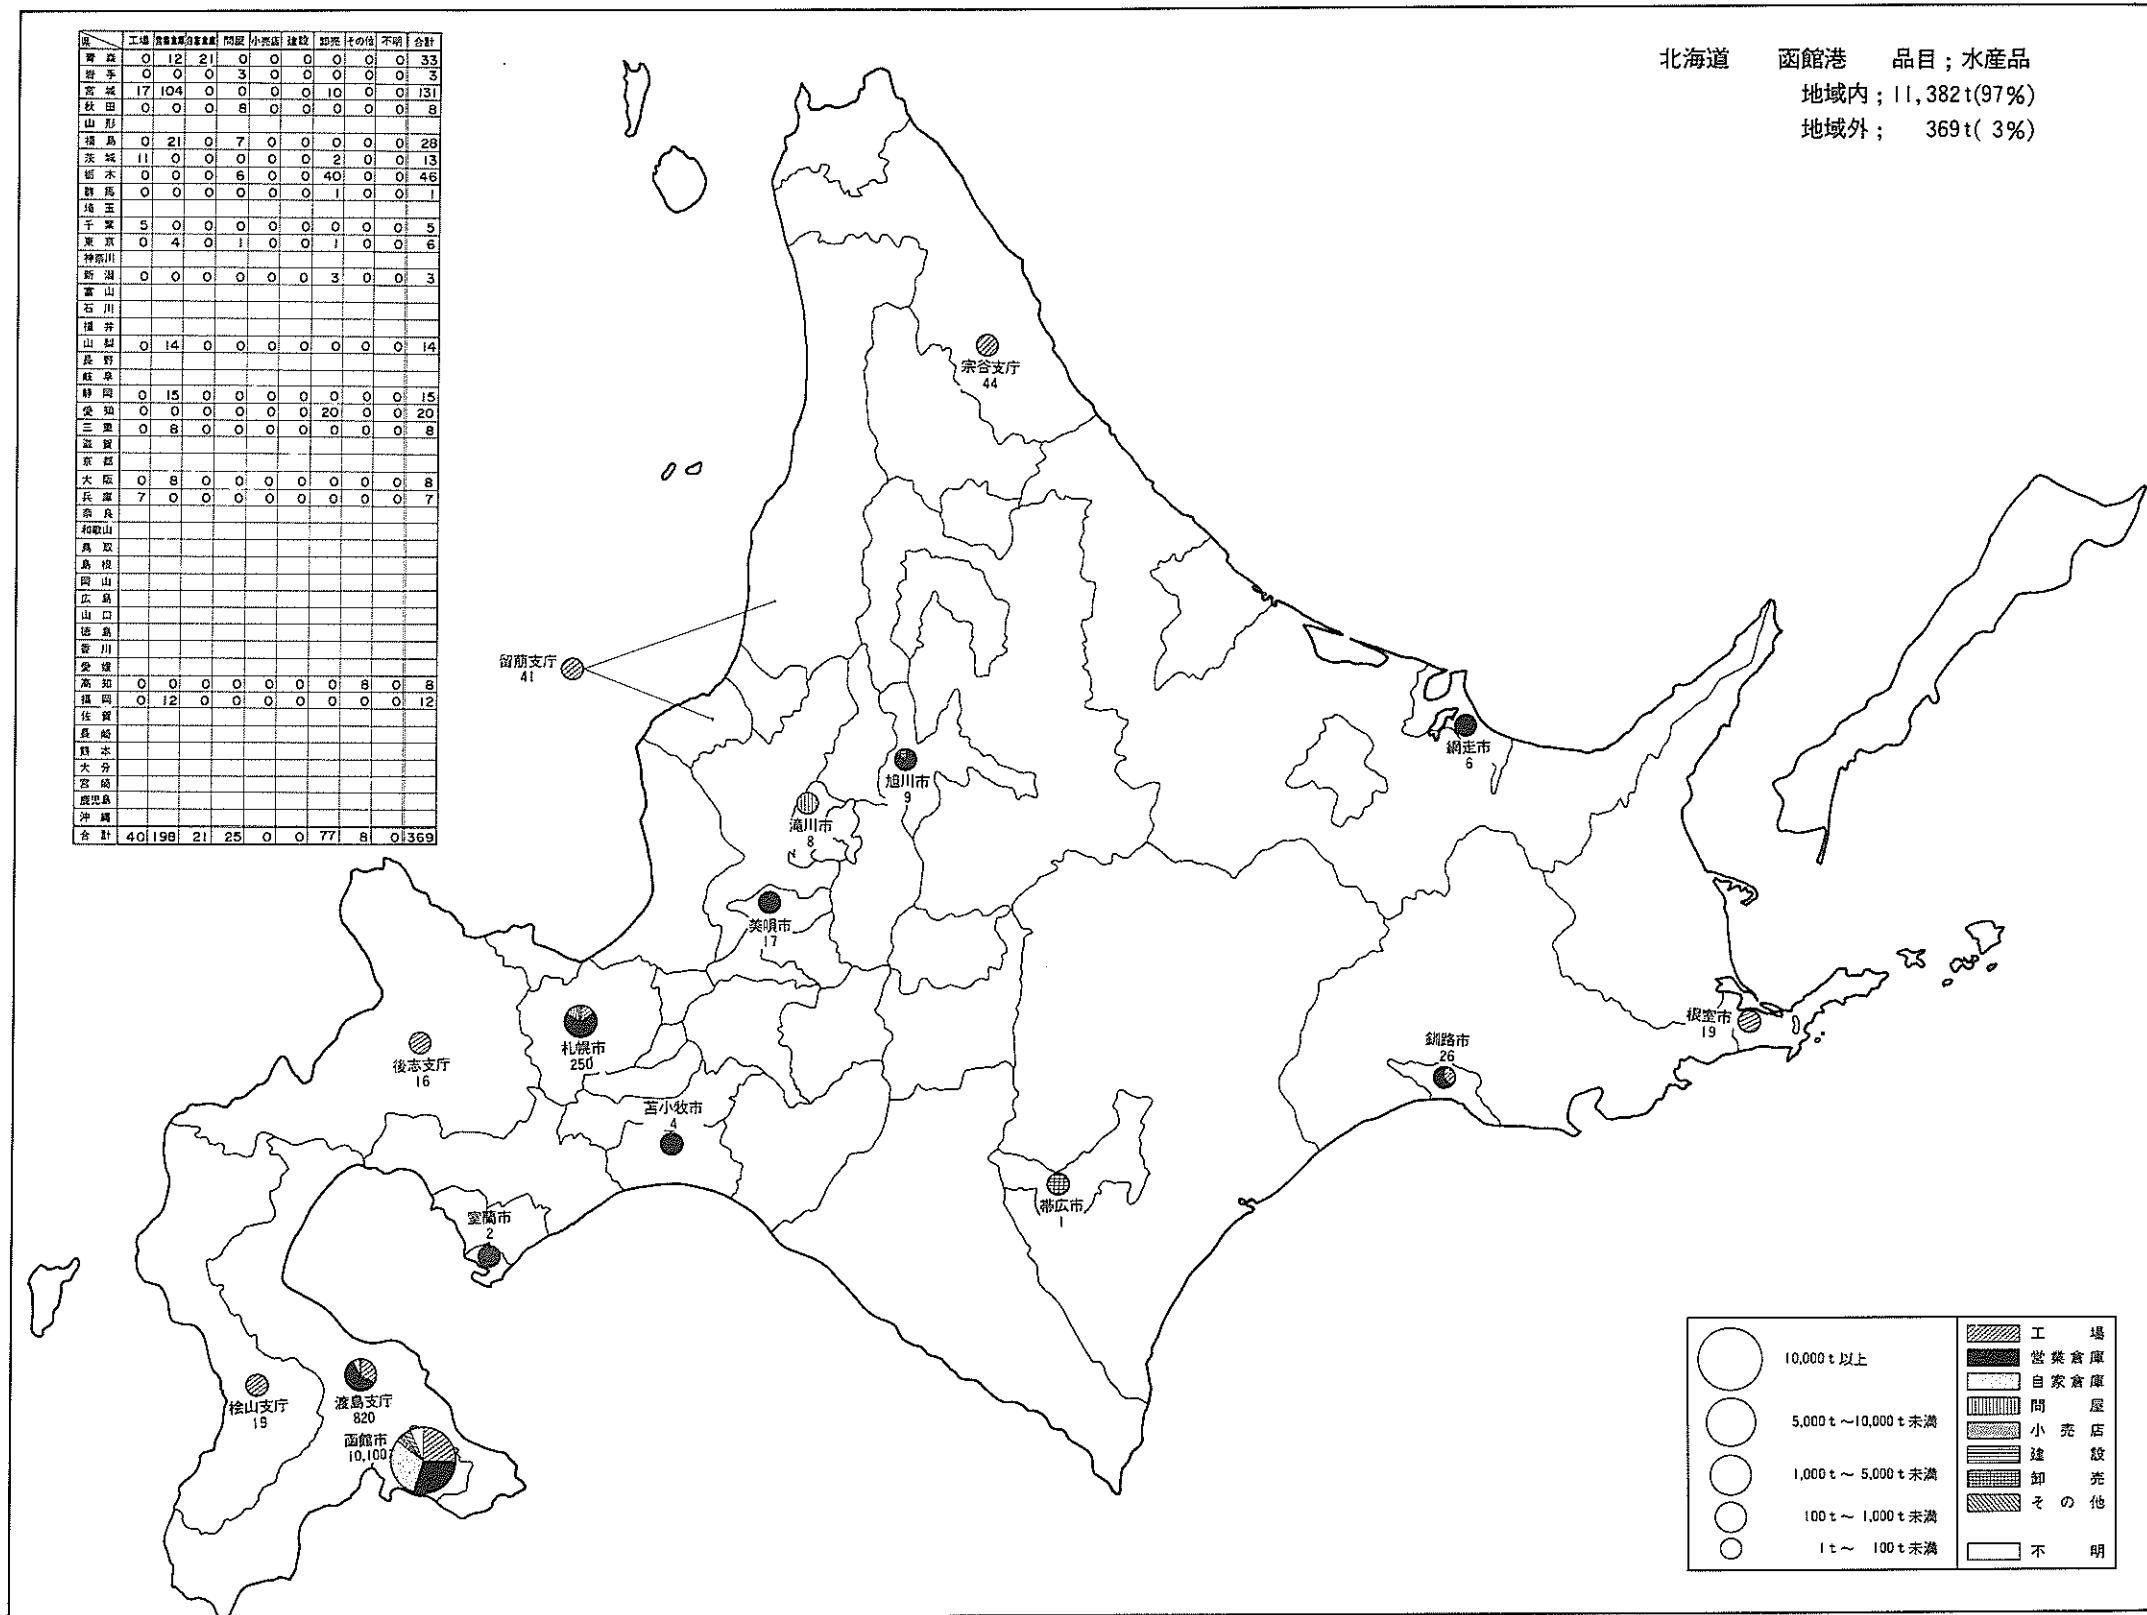 北海道 函館港 品目；水産品
地域内；11,382t(97%)
地域外； 369t( 3%)
県 工場 営業倉庫 自家倉庫 問屋 小売店 建設 卸売 その他 不明 合計
青森 0 12 21 0 0 0 0 0 0 33
岩手 0 0 0 3 0 0 0 0 0 3
宮城 17 104 0 0 0 0 10 0 0 131
秋田 0 0 0 8 0 0 0 0 0 8
山形
福島 0 21 0 7 0 0 0 0 0 28
茨城 11 0 0 0 0 0 2 0 0 13
栃木 0 0 0 6 0 0 40 0 0 46
群馬 0 0 0 0 0 0 1 0 0 1
埼玉
千葉 5 0 0 0 0 0 0 0 0 5
東京 0 4 0 1 0 0 1 0 0 6
神奈川
新潟 0 0 0 0 0 0 3 0 0 3
富山
石川
福井
山梨 0 14 0 0 0 0 0 0 0 14
長野
岐阜
静岡 0 15 0 0 0 0 0 0 0 15
愛知 0 0 0 0 0 0 20 0 0 20
三重 0 8 0 0 0 0 0 0 0 8
滋賀
京都
大阪 0 8 0 0 0 0 0 0 0 8
兵庫 7 0 0 0 0 0 0 0 0 7
奈良
和歌山
鳥取
島根
岡山
広島
山口
徳島
香川
愛媛
高知 0 0 0 0 0 0 0 8 0 8
福岡 0 12 0 0 0 0 0 0 0 12
佐賀
長崎
熊本
大分
宮崎
鹿児島
沖縄
合計 40 198 21 25 0 0 77 8 0 369
宗谷支庁
44
留萠支庁
41
網走市
6
旭川市
9
滝川市
8
美唄市
17
根室市
19
札幌市
250
釧路市
26
後志支庁
16
苫小牧市
4
帯広市
1
室蘭市
2
桧山支庁
19
渡島支庁
820
函館市
10,100
10,000t以上
5,000t～10,000t未満
1,000t～5,000t未満
100t～1,000t未満
1t～ 100t未満
工場
営業倉庫
自家倉庫
問屋
小売店
建設
卸売
その他
不明